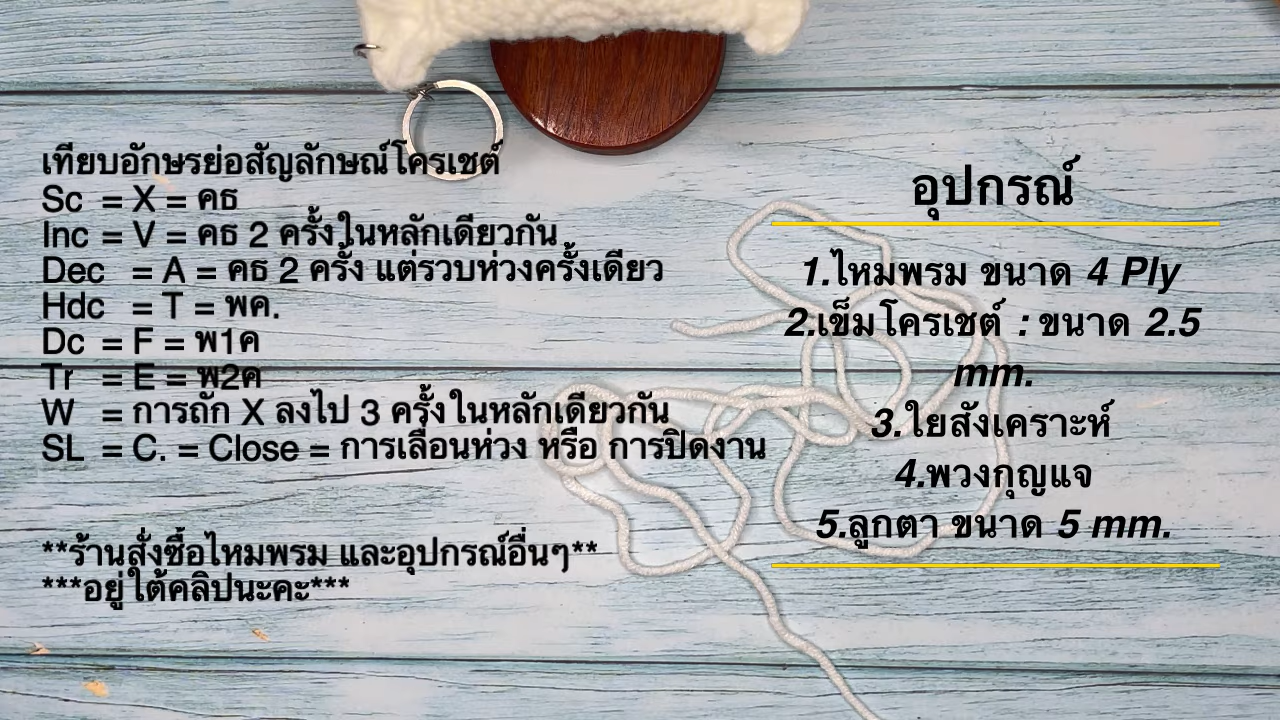 เทียบอักษรย่อสัญลักษณ์โครเชต์
Sc = X = คธ
Inc = V = คธ 2 ครั้งในหลักเดียวกัน
Dec = A = คธ 2 ครั้ง แต่รวบห่วงครั้งเดียว
Hdc = T = พค.
Dc = F = พ1ค
Tr = E = พ2ค
W = การถัก X ลงไป 3 ครั้งในหลักเดียวกัน
SL = C. = Close = การเลื่อนห่วง หรือ การปิดงาน
**ร้านสั่งซื้อไหมพรม และอุปกรณ์อื่นๆ**
***อยู่ใต้คลิปนะคะ***
อุปกรณ์
1.ไหมพรม ขนาด 4 Ply
2.เข็มโครเชต์ : ขนาด 2.5
mm.
3.ใยสังเคราะห์
4.พวงกุญแจ
5.ลูกตา ขนาด 5 mm.